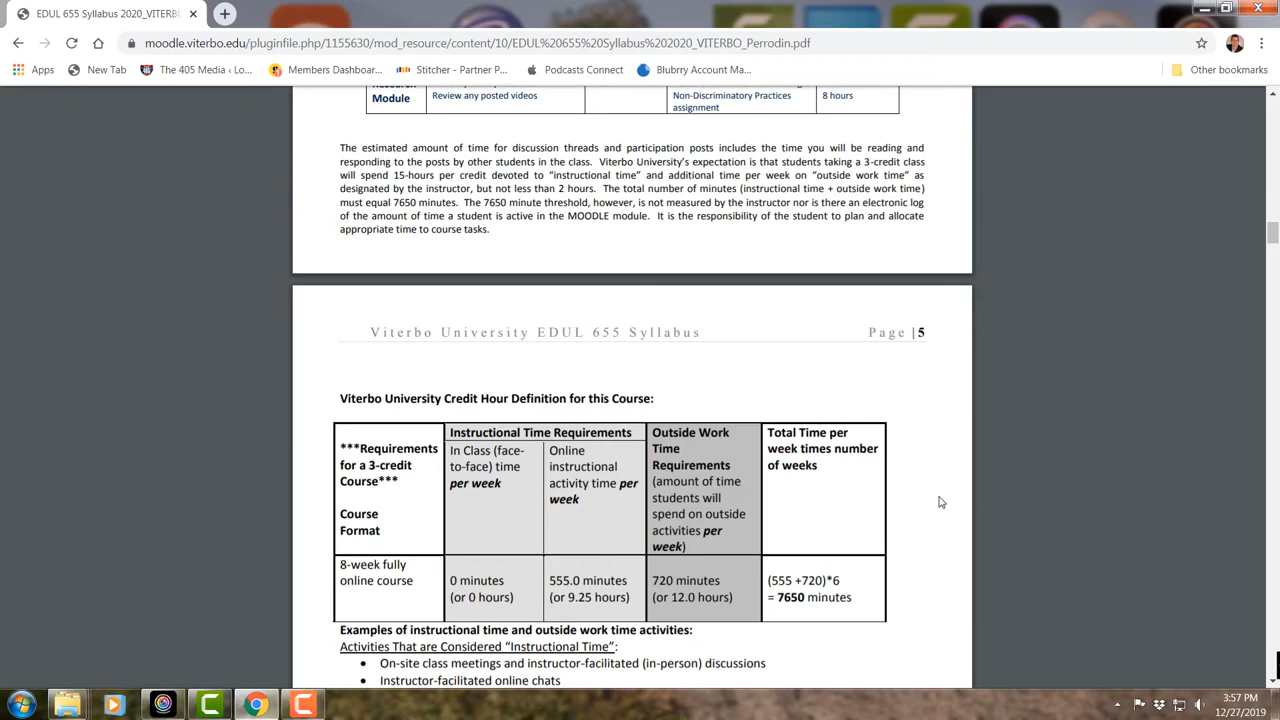 EDUL 655 Syllabus 2020_VITERBO
moodle.viterbo.edu/pluginfile.php/1155630/mod_resource/content/10/EDUL%20655%20Syllabus%202020_VITERBO_Perrodin.pdf
Apps New Tab The 405 Media ‹ Lo... Members Dashboar... Stitcher - Partner P... Podcasts Connect Blubrry Account Ma... Other bookmarks
Module Review any posted videos
Non-Discriminatory Practices
assignment
8 hours
The estimated amount of time for discussion threads and participation posts includes the time you will be reading and
responding to the posts by other students in the class. Viterbo University's expectation is that students taking a 3-credit class
will spend 15-hours per credit devoted to "instructional time" and additional time per week on "outside work time" as
designated by the instructor, but not less than 2 hours. The total number of minutes (instructional time + outside work time)
must equal 7650 minutes. The 7650 minute threshold, however, is not measured by the instructor nor is there an electronic log
of the amount of time a student is active in the MOODLE module. It is the responsibility of the student to plan and allocate
appropriate time to course tasks.
Viterbo University EDUL 655 Syllabus Page |5
Viterbo University Credit Hour Definition for this Course:
***Requirements
for a 3-credit
Course***
Course
Format
Instructional Time Requirements
In Class (face-
to-face) time
per week
Online
instructional
activity time per
week
Outside Work
Time
Requirements
(amount of time
students will
spend on outside
activities per
week)
Total Time per
week times number
of weeks
8-week fully
online course
0 minutes
(or 0 hours)
555.0 minutes
(or 9.25 hours)
720 minutes
(or 12.0 hours)
(555 +720)*6
= 7650 minutes
Examples of instructional time and outside work time activities:
Activities That are Considered "Instructional Time":
• On-site class meetings and instructor-facilitated (in-person) discussions
• Instructor-facilitated online chats
3:57 PM
12/27/2019